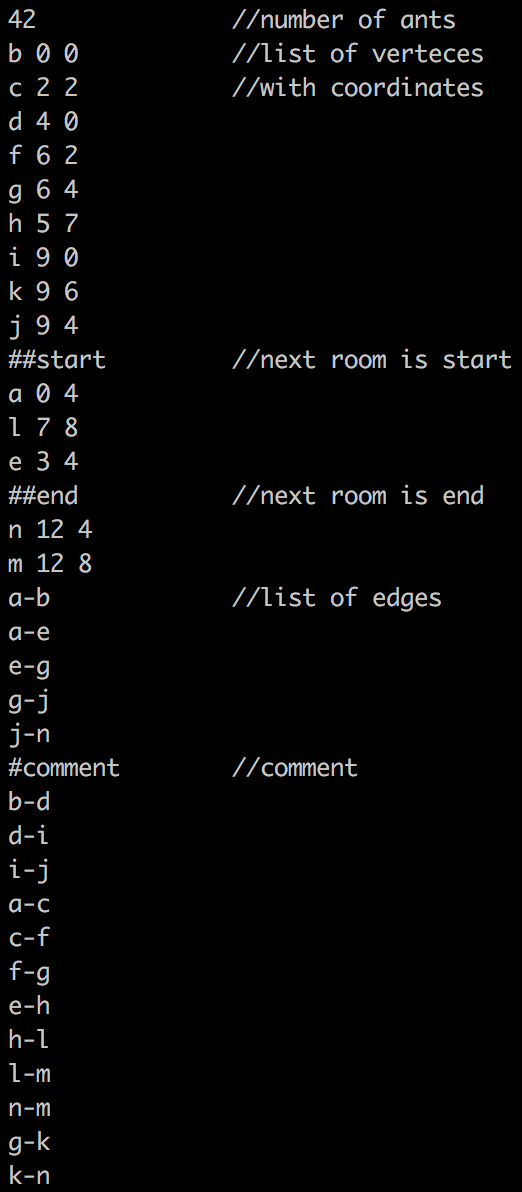 42 //number of ants
b 0 0 //list of verteces
c 2 2 //with coordinates
d 4 0
f 6 2
g 6 4
h 5 7
i 9 0
k 9 6
j 9 4
##start //next room is start
a 0 4
l 7 8
e 3 4
##end //next room is end
n 12 4
m 12 8
a-b //list of edges
a-e
e-g
g-j
j-n
#comment //comment
b-d
d-i
i-j
a-c
c-f
f-g
e-h
h-l
l-m
n-m
g-k
k-n